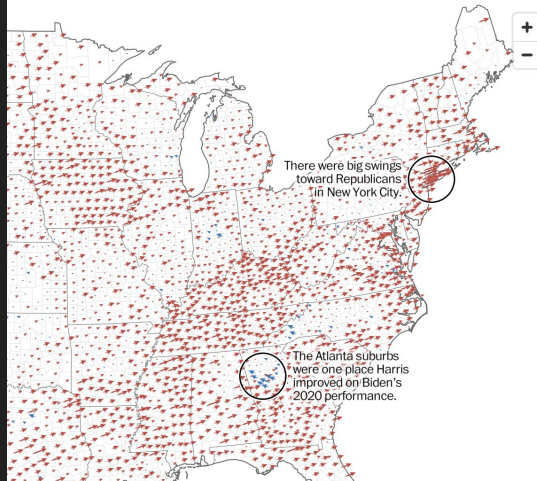 +
−
There were big swings
toward Republicans
in New York City.
The Atlanta suburbs
were one place Harris
improved on Biden’s
2020 performance.